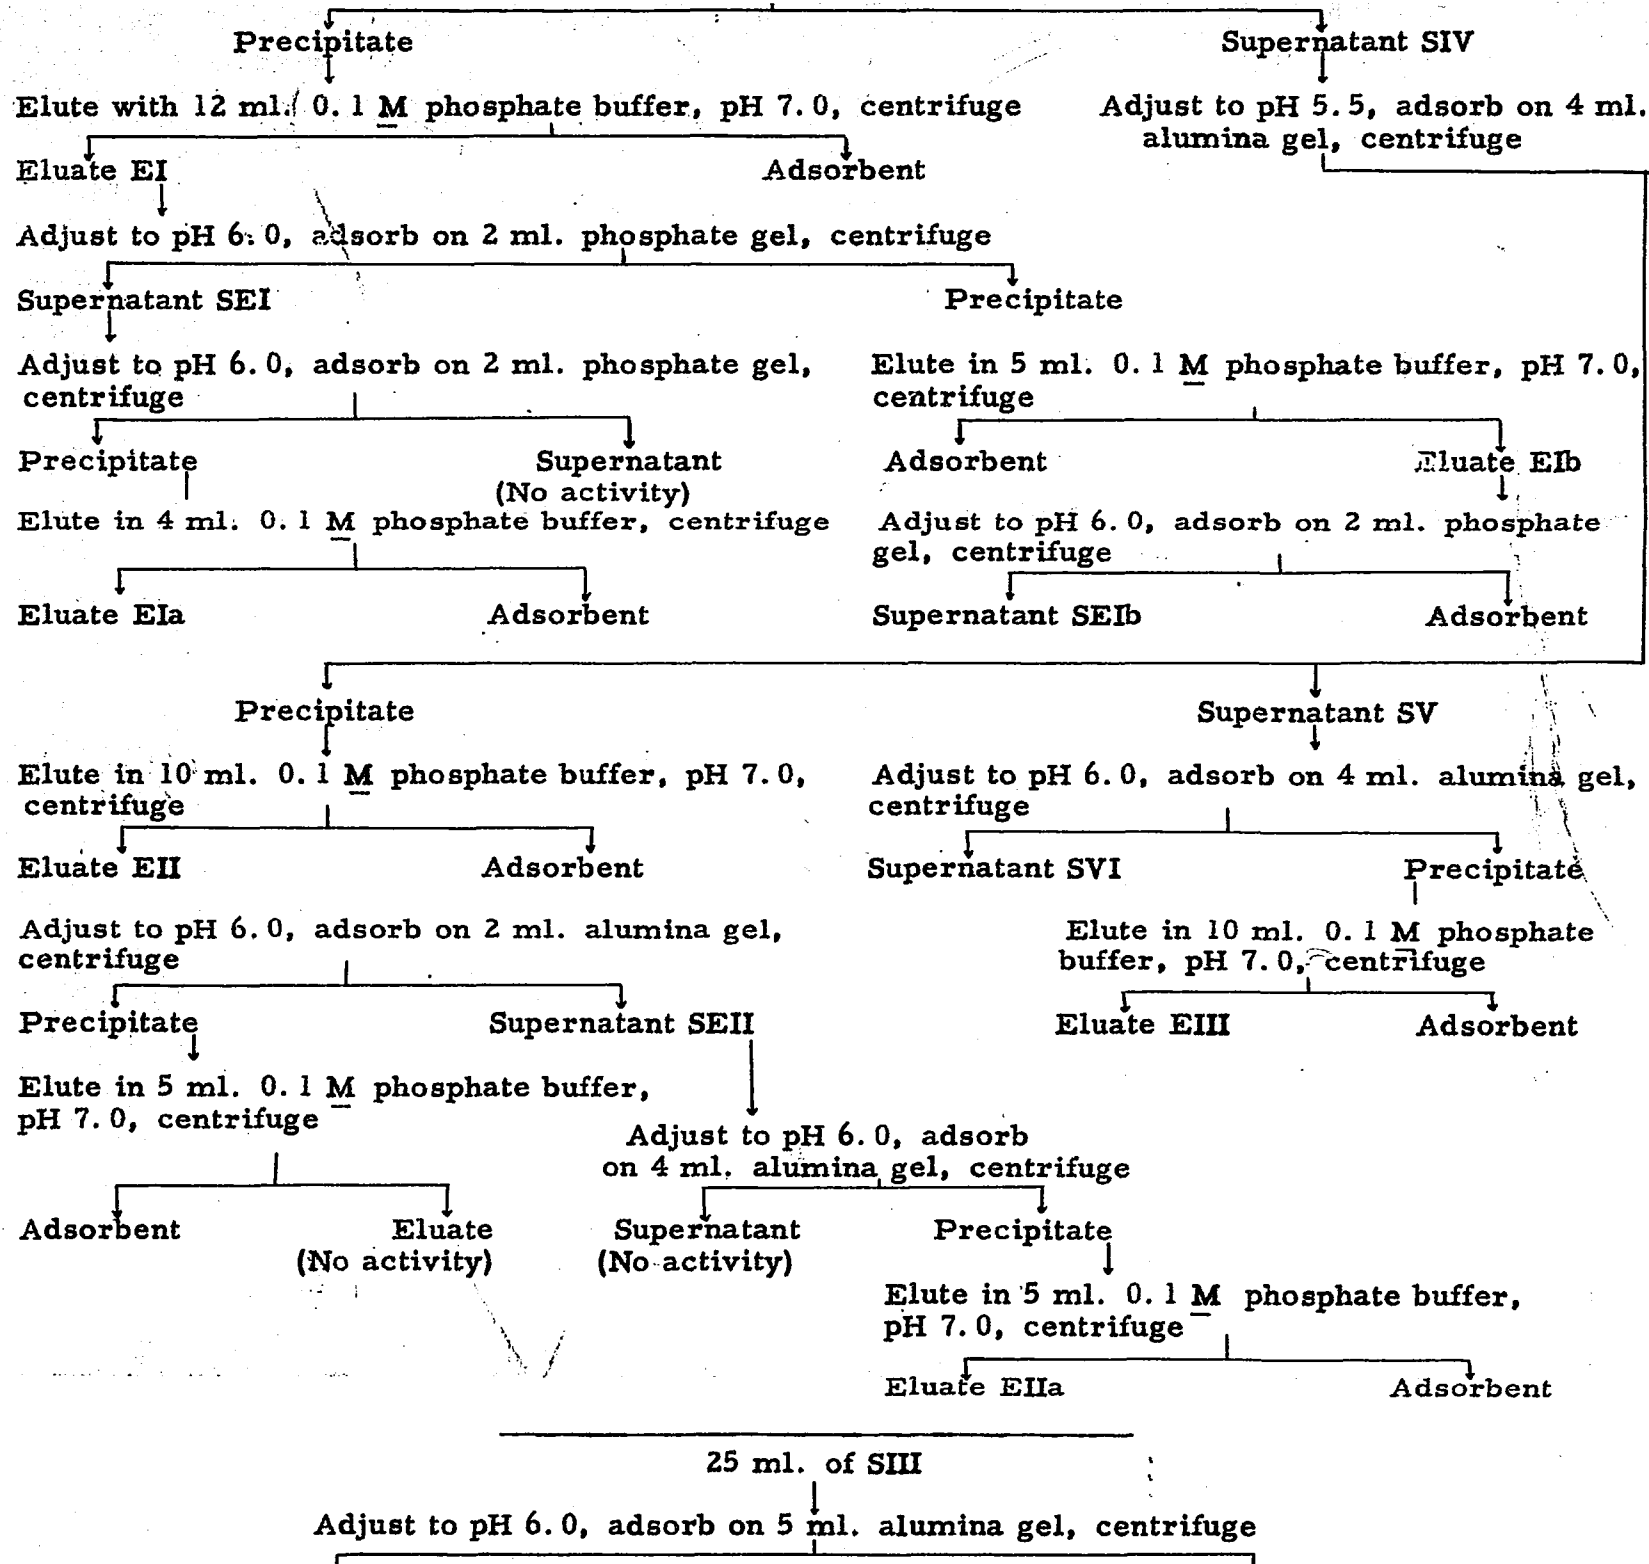 Precipitate
Supernatant SIV
Elute with 12 ml. 0.1 M phosphate buffer, pH 7.0, centrifuge
Adjust to pH 5.5, adsorb on 4 ml.
alumina gel, centrifuge
Eluate EI
Adsorbent
Adjust to pH 6.0, adsorb on 2 ml. phosphate gel, centrifuge
Supernatant SEI
Precipitate
Adjust to pH 6.0, adsorb on 2 ml. phosphate gel,
centrifuge
Elute in 5 ml. 0.1 M phosphate buffer, pH 7.0,
centrifuge
Precipitate
Supernatant
(No activity)
Adsorbent
Eluate EIb
Elute in 4 ml. 0.1 M phosphate buffer, centrifuge
Adjust to pH 6.0, adsorb on 2 ml. phosphate
gel, centrifuge
Eluate EIa
Adsorbent
Supernatant SEIb
Adsorbent
Precipitate
Supernatant SV
Elute in 10 ml. 0.1 M phosphate buffer, pH 7.0,
centrifuge
Adjust to pH 6.0, adsorb on 4 ml. alumina gel,
centrifuge
Eluate EII
Adsorbent
Supernatant SVI
Precipitate
Adjust to pH 6.0, adsorb on 2 ml. alumina gel,
centrifuge
Elute in 10 ml. 0.1 M phosphate
buffer, pH 7.0, centrifuge
Precipitate
Supernatant SEII
Eluate EIII
Adsorbent
Elute in 5 ml. 0.1 M phosphate buffer,
pH 7.0, centrifuge
Adjust to pH 6.0, adsorb
on 4 ml. alumina gel, centrifuge
Adsorbent
Eluate
(No activity)
Supernatant
(No activity)
Precipitate
Elute in 5 ml. 0.1 M phosphate buffer,
pH 7.0, centrifuge
Eluate EIIa
Adsorbent
25 ml. of SIII
Adjust to pH 6.0, adsorb on 5 ml. alumina gel, centrifuge